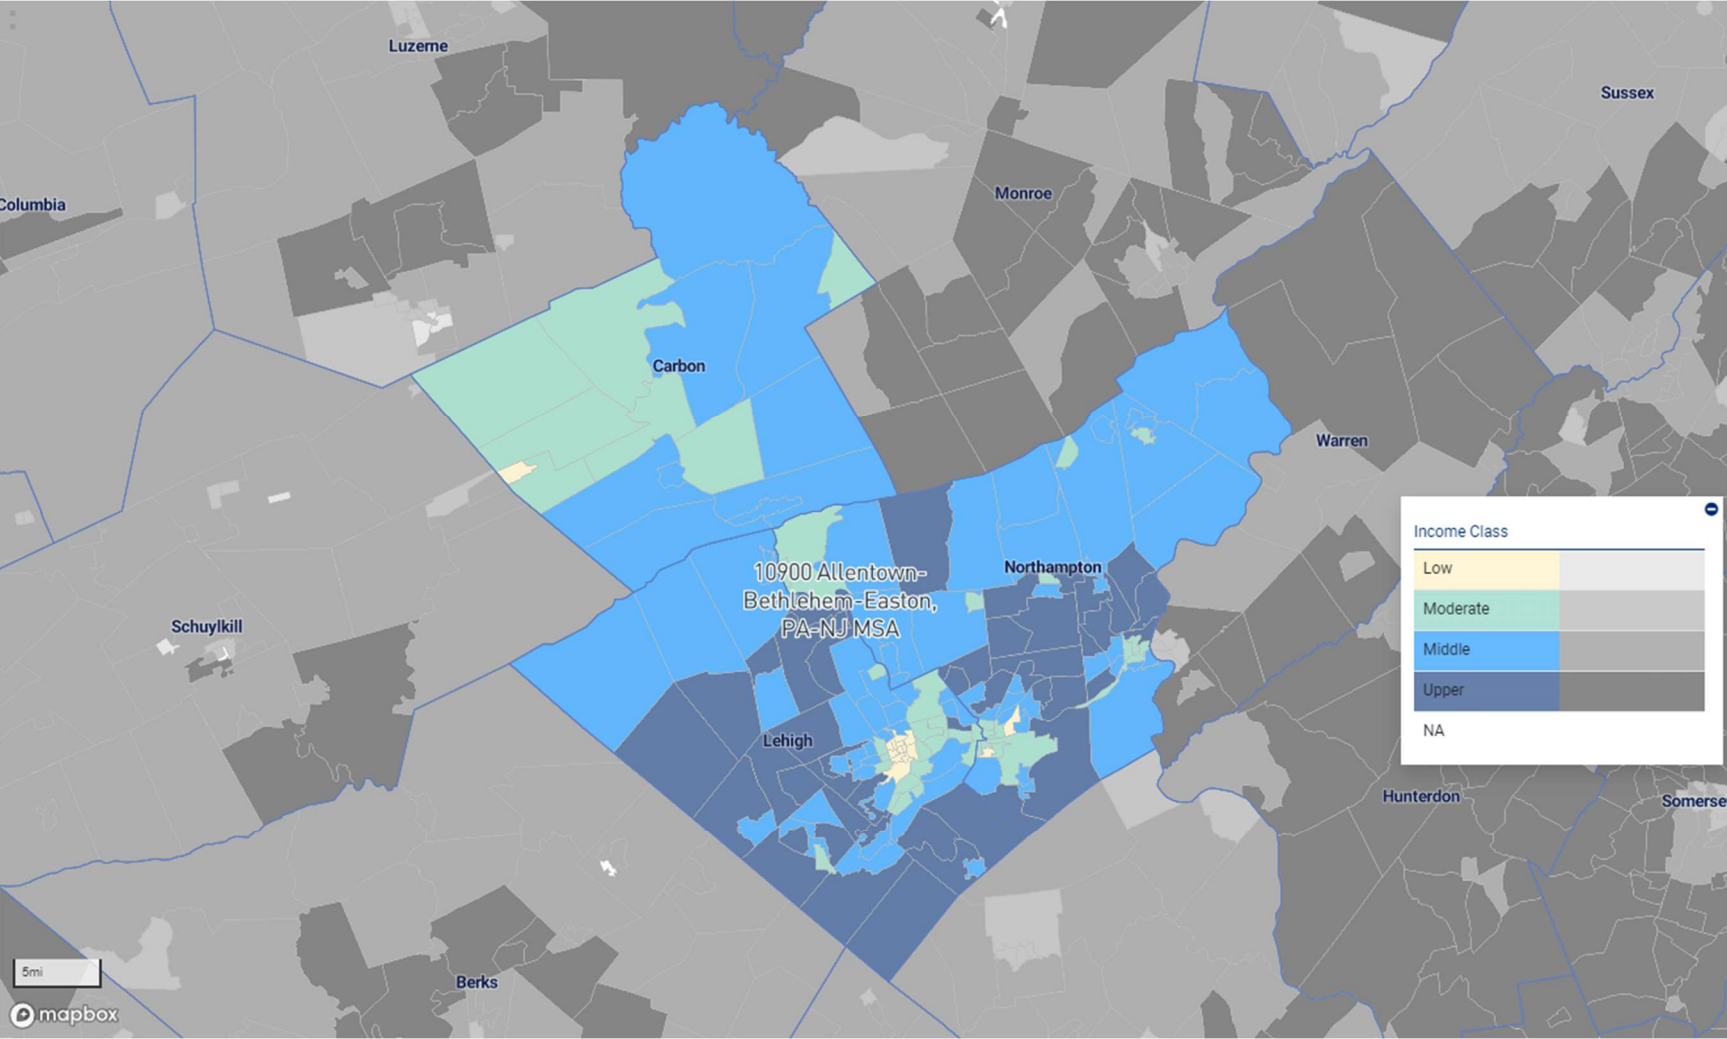 Luzerne
Sussex
Columbia
Monroe
Carbon
Warren
Income Class
Low
Moderate
Middle
Upper
NA
Northampton
10900 Allentown-
Bethlehem-Easton,
PA-NJ MSA
Schuylkill
Lehigh
Hunterdon
Somerse
Berks
5mi
mapbox